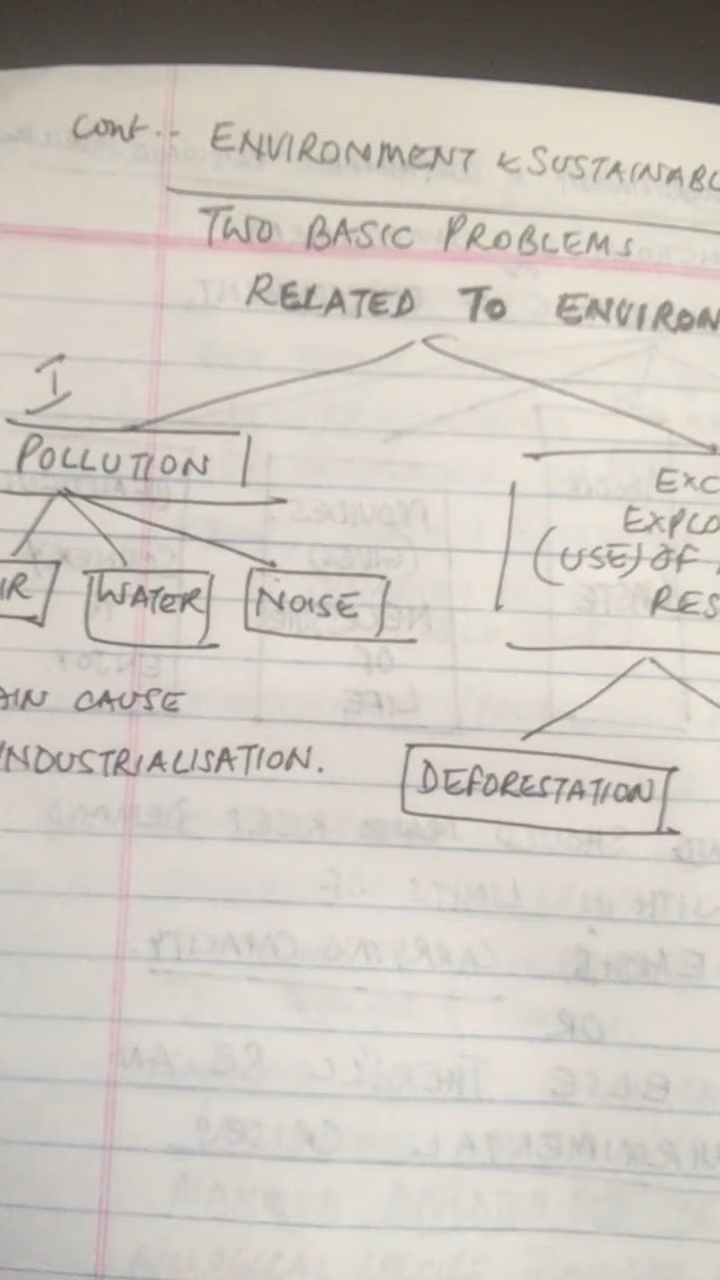 Cont.. ENVIRONMENT & SUSTAINABL
TWO BASIC PROBLEMS
RELATED TO ENVIRON
I
POLLUTION
EXC
EXPLO
(USE) OF
RES
IR WATER NOISE
AIN CAUSE
INDUSTRIALISATION.
DEFORESTATION